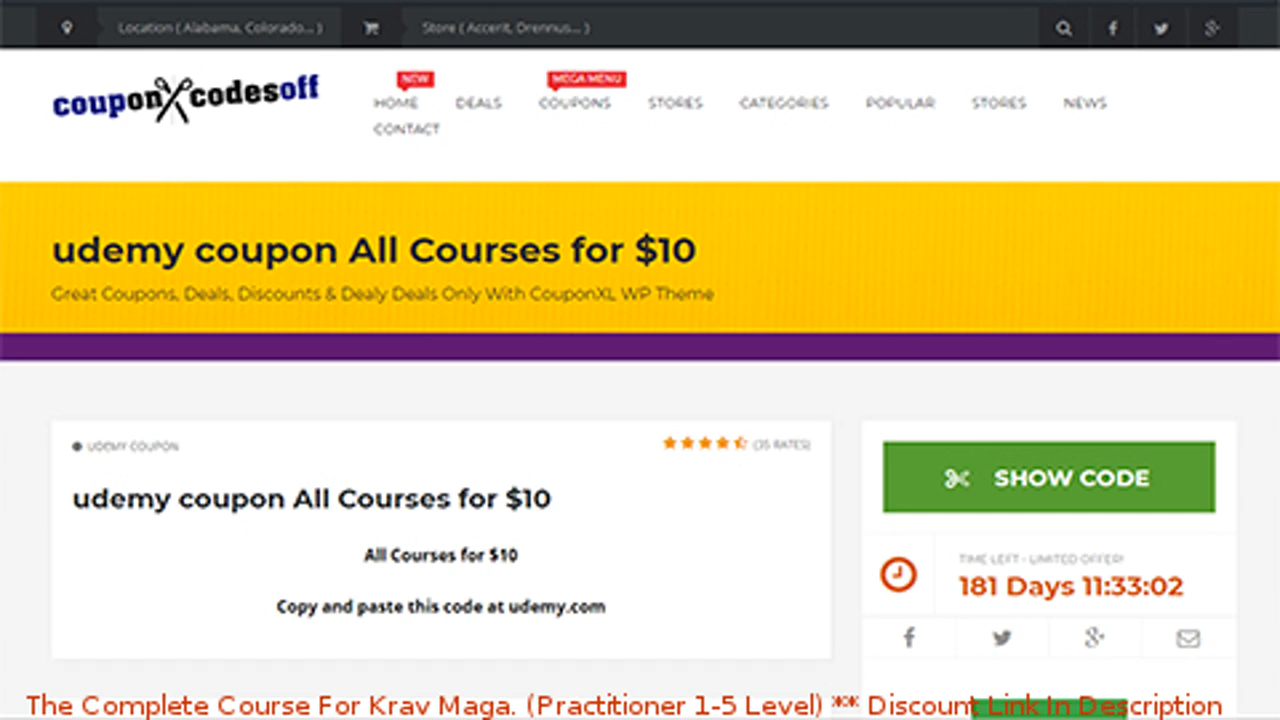 Location ( Alabama, Colorado... ) Store ( Accerit, Drennus... )
NEW MEGA MENU
couponXcodesoff HOME DEALS COUPONS STORES CATEGORIES POPULAR STORES NEWS
CONTACT
udemy coupon All Courses for $10
Great Coupons, Deals, Discounts & Dealy Deals Only With CouponXL WP Theme
UDEMY COUPON (35 RATES)
udemy coupon All Courses for $10
All Courses for $10
Copy and paste this code at udemy.com
SHOW CODE
TIME LEFT - LIMITED OFFER!
181 Days 11:33:02
The Complete Course For Krav Maga. (Practitioner 1-5 Level) ** Discount Link In Description